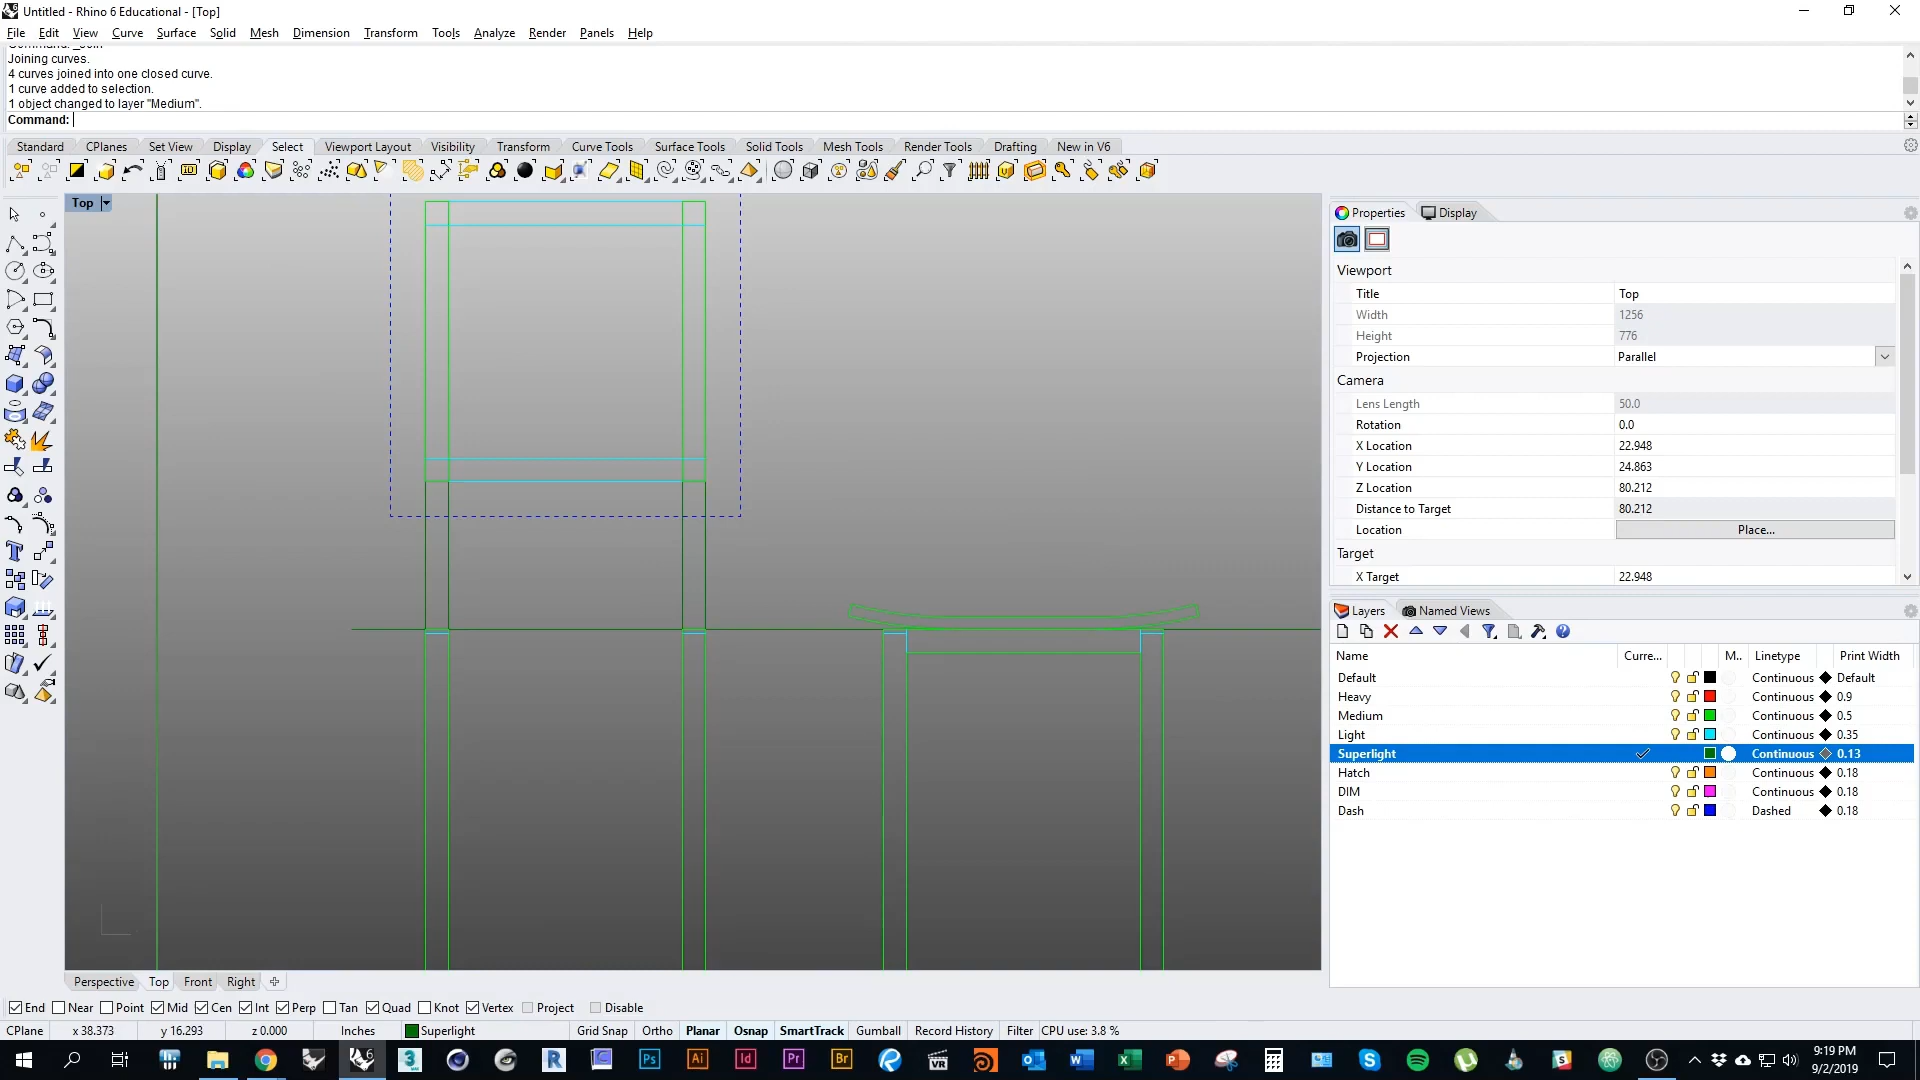 Untitled - Rhino 6 Educational - [Top]
File Edit View Curve Surface Solid Mesh Dimension Transform Tools Analyze Render Panels Help
Joining curves.
4 curves joined into one closed curve.
1 curve added to selection.
1 object changed to layer "Medium".
Command:
Standard CPlanes Set View Display Select Viewport Layout Visibility Transform Curve Tools Surface Tools Solid Tools Mesh Tools Render Tools Drafting New in V6
Top
Properties Display
Viewport
Title Top
Width 1256
Height 776
Projection Parallel
Camera
Lens Length 50.0
Rotation 0.0
X Location 22.948
Y Location 24.863
Z Location 80.212
Distance to Target 80.212
Location Place...
Target
X Target 22.948
Layers Named Views
Name Curre... M.. Linetype Print Width
Default Continuous Default
Heavy Continuous 0.9
Medium Continuous 0.5
Light Continuous 0.35
Superlight Continuous 0.13
Hatch Continuous 0.18
DIM Continuous 0.18
Dash Dashed 0.18
Perspective Top Front Right
End Near Point Mid Cen Int Perp Tan Quad Knot Vertex Project Disable
CPlane x 38.373 y 16.293 z 0.000 Inches Superlight Grid Snap Ortho Planar Osnap SmartTrack Gumball Record History Filter CPU use: 3.8 %
9:19 PM
9/2/2019